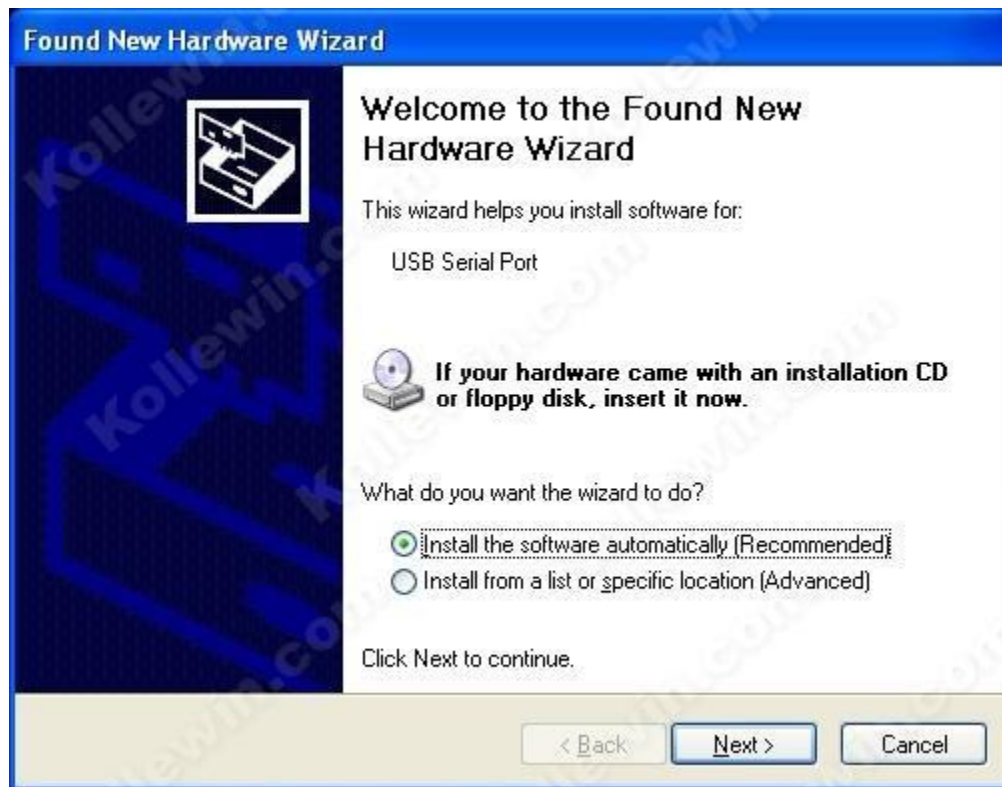 Found New Hardware Wizard
Welcome to the Found New
Hardware Wizard
This wizard helps you install software for:
USB Serial Port
If your hardware came with an installation CD
or floppy disk, insert it now.
What do you want the wizard to do?
Install the software automatically (Recommended)
Install from a list or specific location (Advanced)
Click Next to continue.
< Back
Next >
Cancel
Kollewin.com